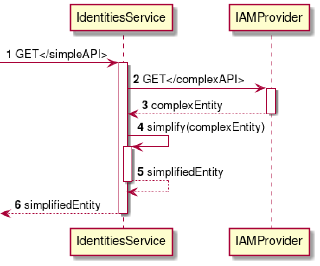 IdentitiesService IAMProvider
1 GET</simpleAPI>
2 GET</complexAPI>
3 complexEntity
4 simplify(complexEntity)
5 simplifiedEntity
6 simplifiedEntity
IdentitiesService IAMProvider